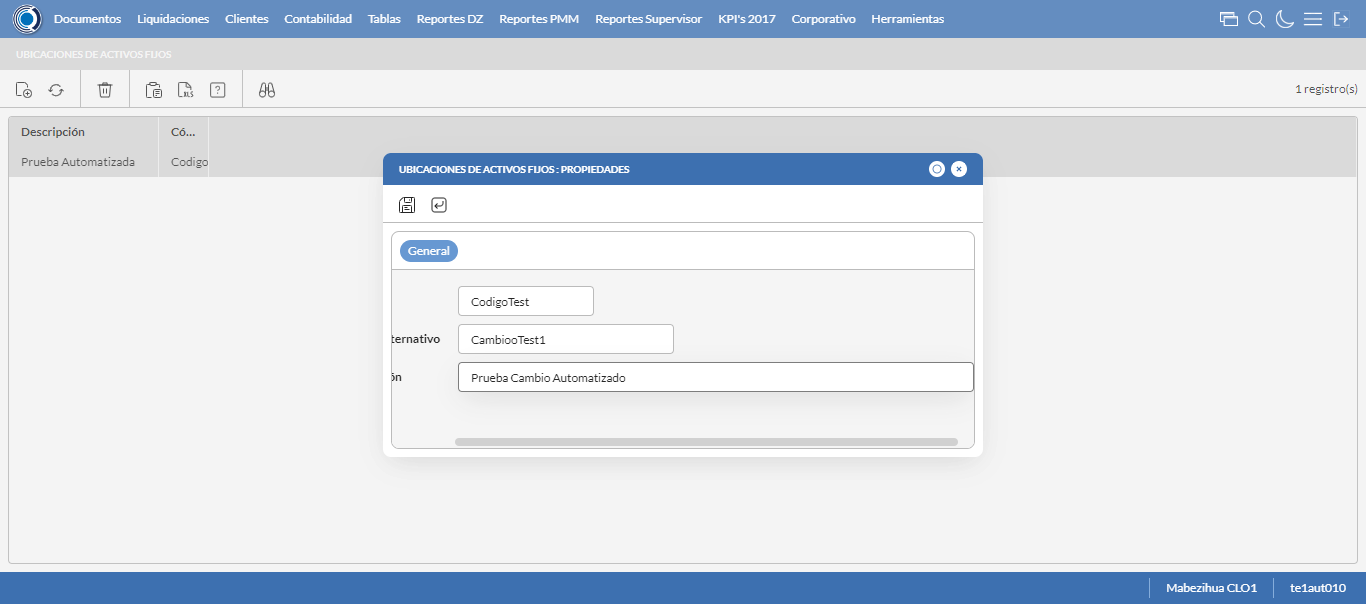 Documentos Liquidaciones Clientes Contabilidad Tablas Reportes DZ Reportes PMM Reportes Supervisor KPI's 2017 Corporativo Herramientas
UBICACIONES DE ACTIVOS FIJOS
XLS ? 1 registro(s)
Descripción Có...
Prueba Automatizada Codigo
UBICACIONES DE ACTIVOS FIJOS : PROPIEDADES
General
CodigoTest
ternativo CambiooTest1
ón Prueba Cambio Automatizado
Mabezihua CLO1 te1aut010